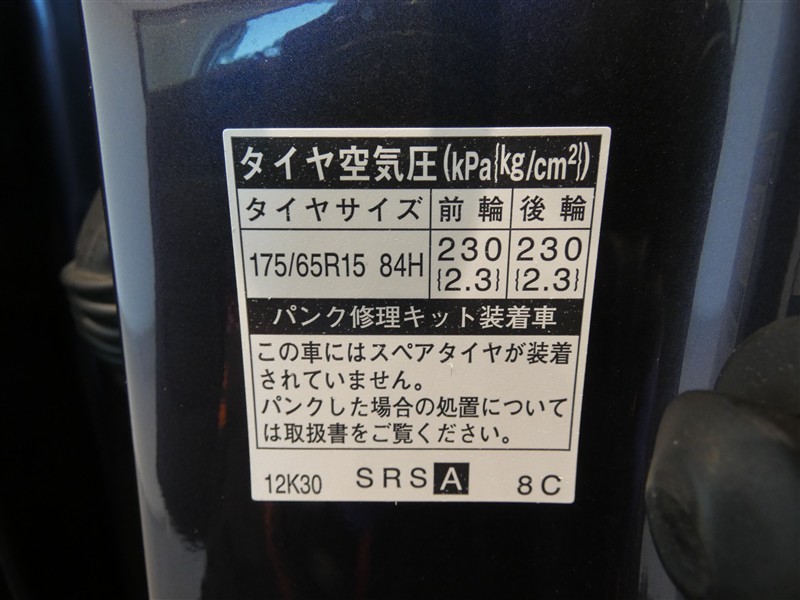 タイヤ空気圧(kPa{kg/cm²})
タイヤサイズ 前輪 後輪
175/65R15 84H 230 {2.3} 230 {2.3}
パンク修理キット装着車
この車にはスペアタイヤが装着
されていません。
パンクした場合の処置について
は取扱書をご覧ください。
12K30 SRS A 8C